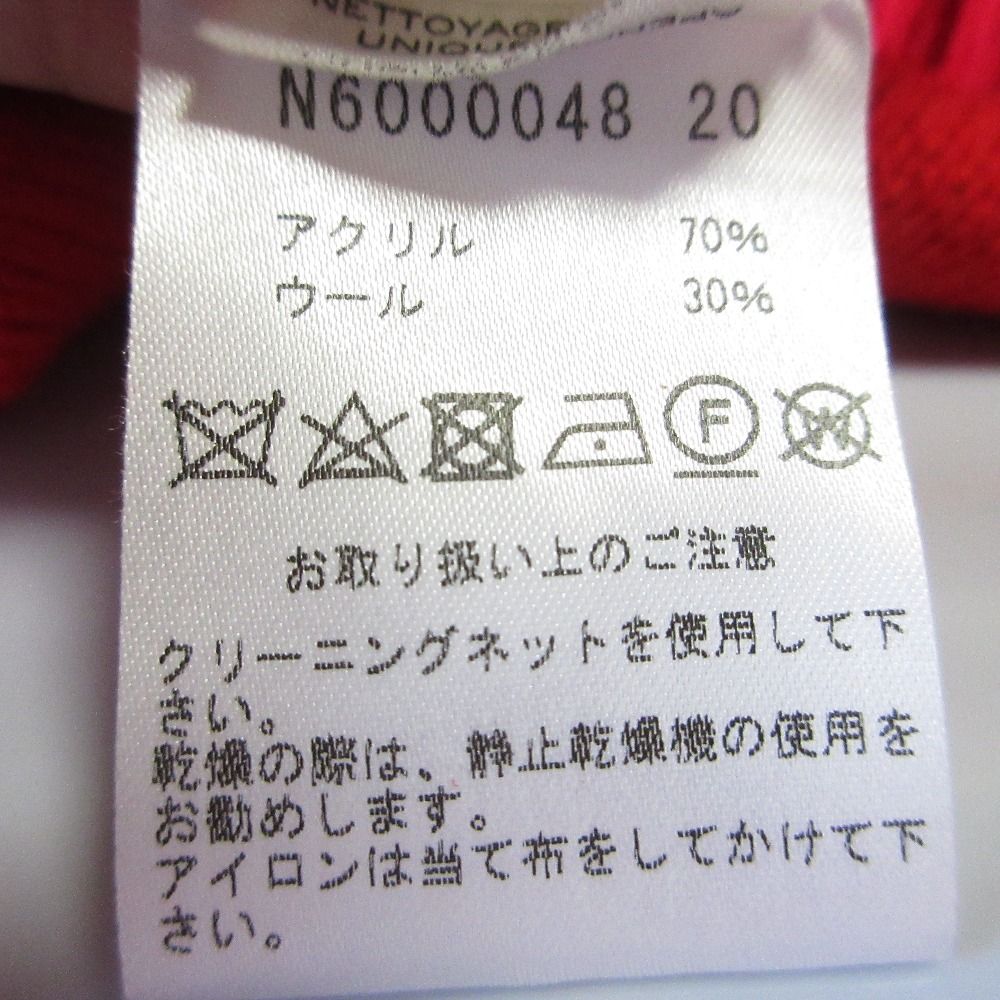 NETTOYAGE
UNIQUE
N6000048 20
アクリル 70%
ウール 30%
F
W
お取り扱い上のご注意
クリーニングネットを使用して下
さい。
乾燥の際は、静止乾燥機の使用を
お勧めします。
アイロンは当て布をしてかけて下
さい。